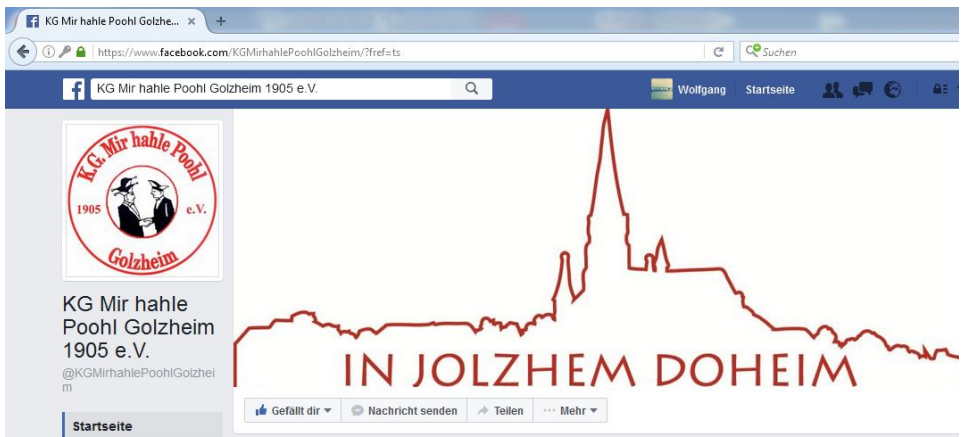 KG Mir hahle Poohl Golzhe... ×
https://www.facebook.com/KGMirhahlePoohlGolzheim/?fref=ts
Suchen
KG Mir hahle Poohl Golzheim 1905 e.V.
Wolfgang
Startseite
K.G. Mir hahle Poohl
1905
e.V.
Golzheim
KG Mir hahle
Poohl Golzheim
1905 e.V.
@KGMirhahlePoohlGolzhei
m
Startseite
IN JOLZHEM DOHEIM
Gefällt dir
Nachricht senden
Teilen
Mehr